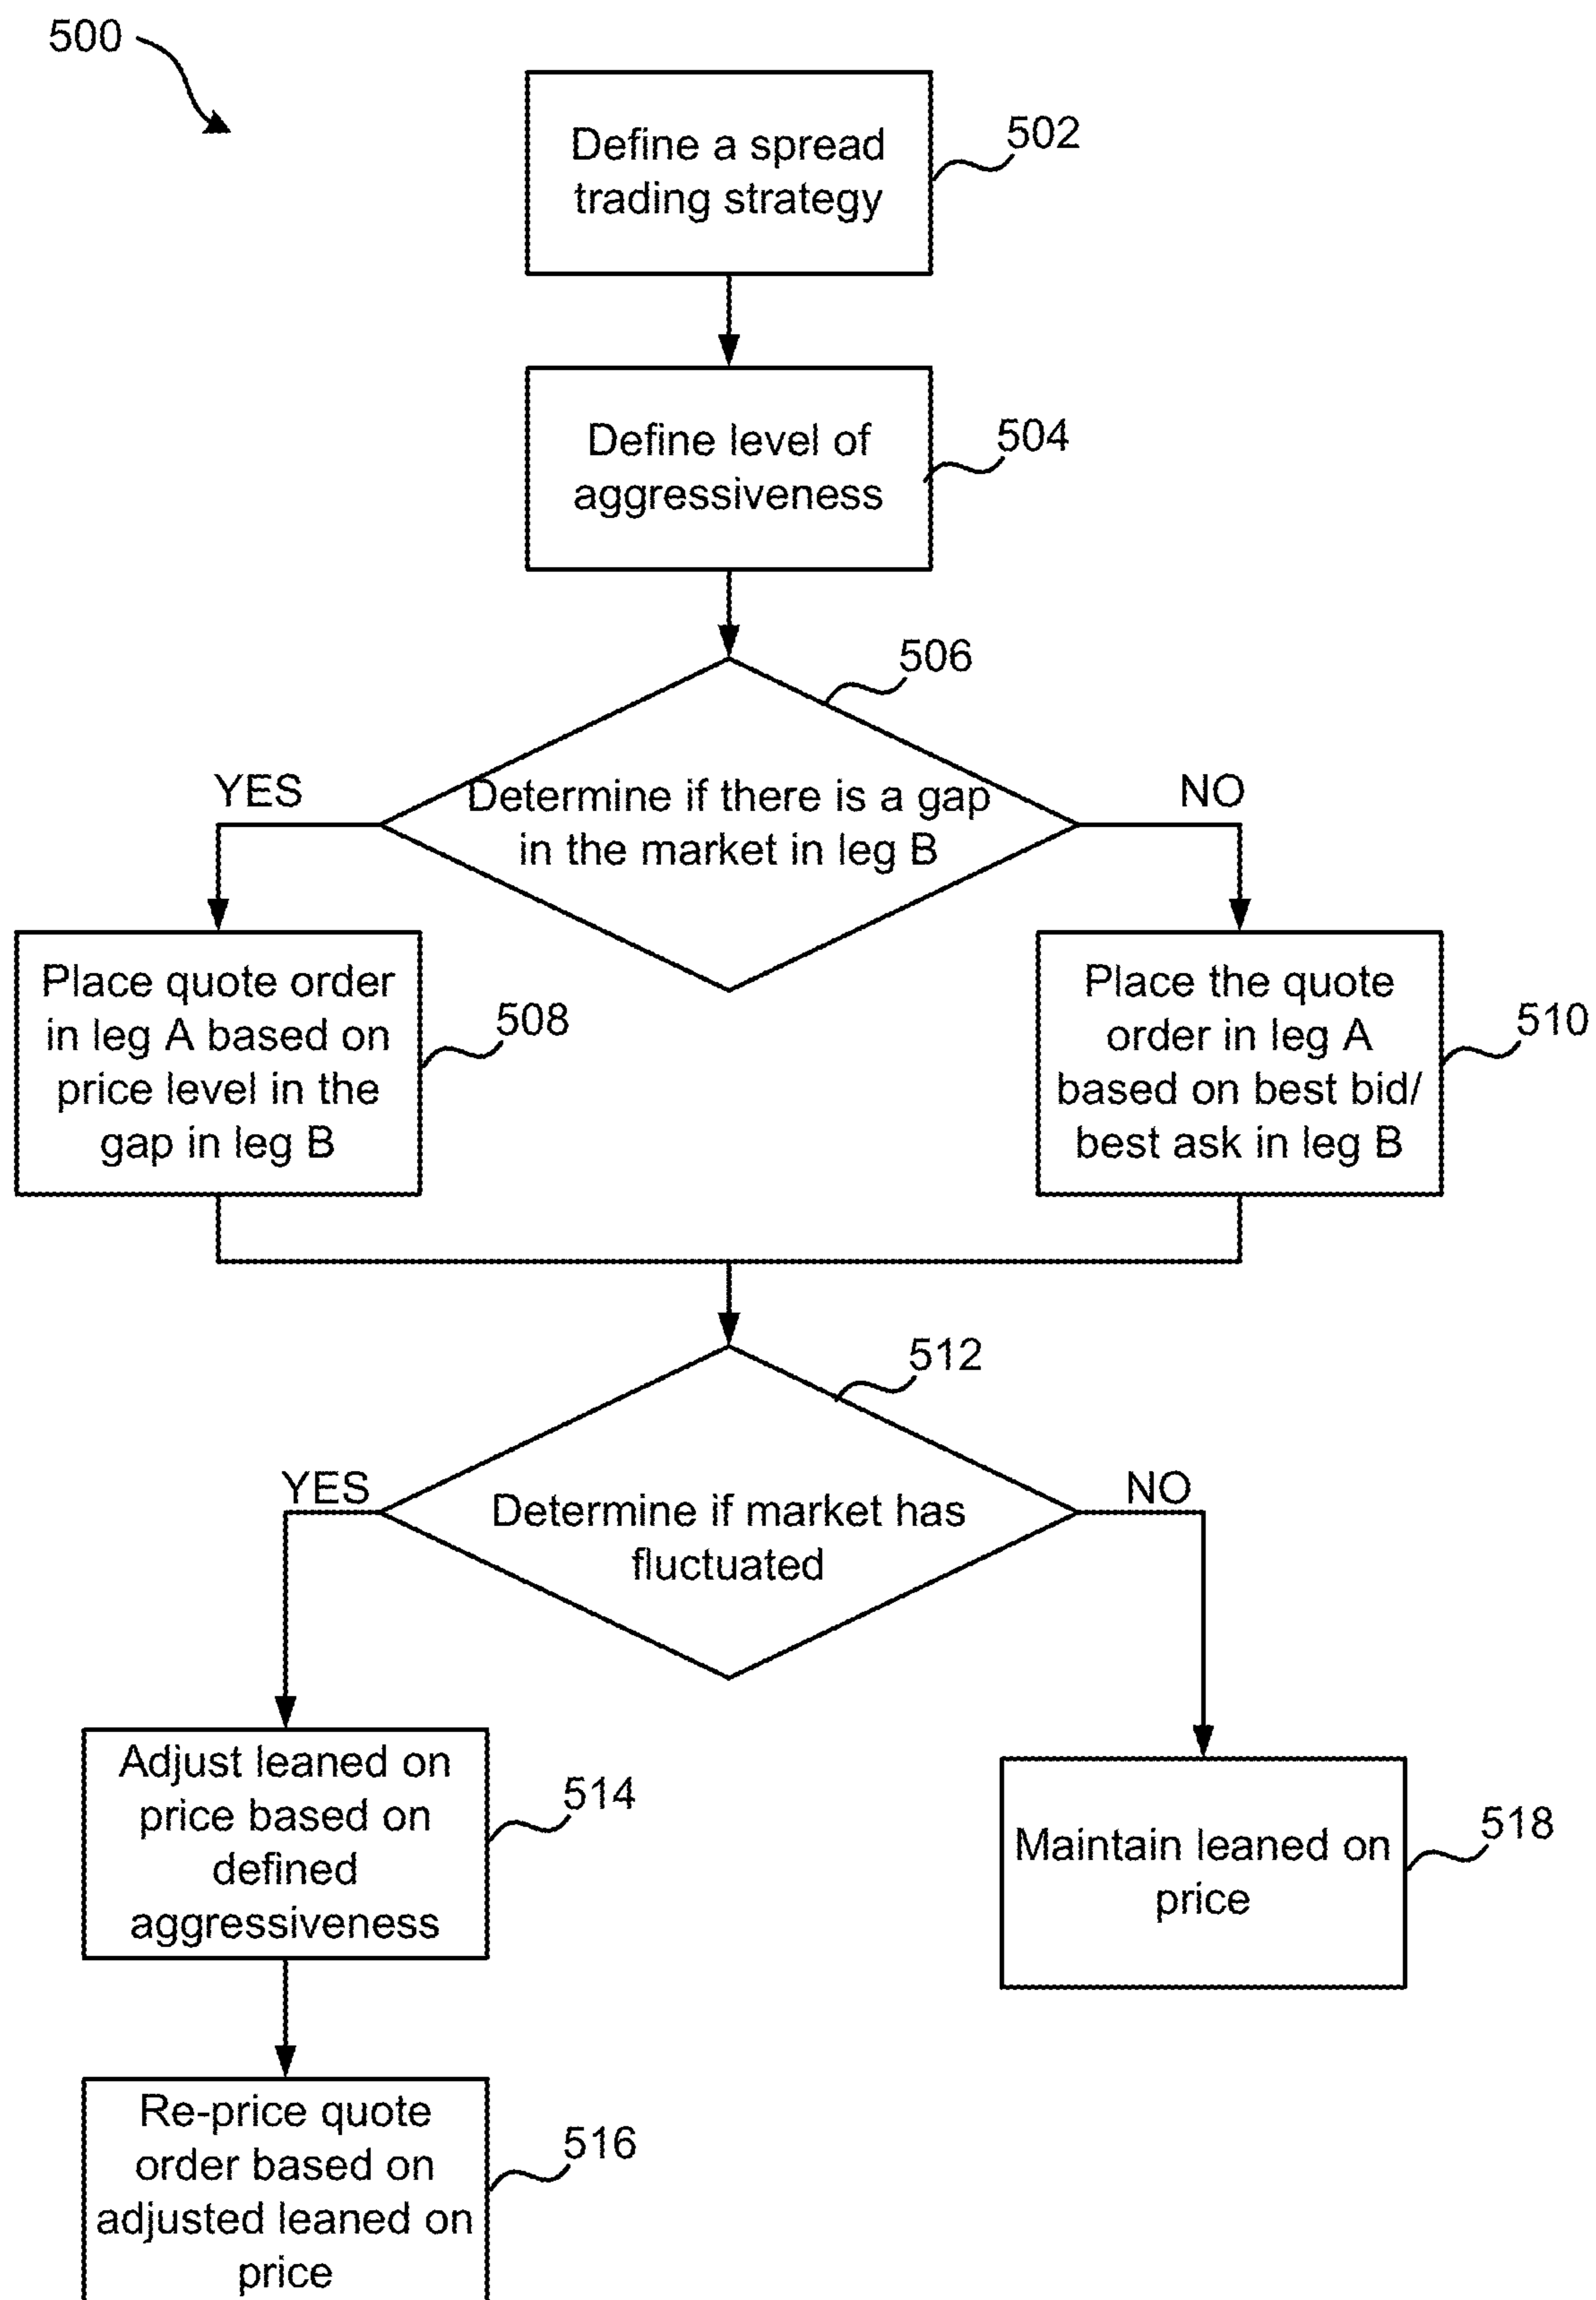 500
Define a spread
trading strategy
502
Define level of
aggressiveness
504
506
YES
NO
Determine if there is a gap
in the market in leg B
Place quote order
in leg A based on
price level in the
gap in leg B
508
Place the quote
order in leg A
based on best bid/
best ask in leg B
510
512
YES
NO
Determine if market has
fluctuated
Adjust leaned on
price based on
defined
aggressiveness
514
Maintain leaned on
price
518
Re-price quote
order based on
adjusted leaned on
price
516